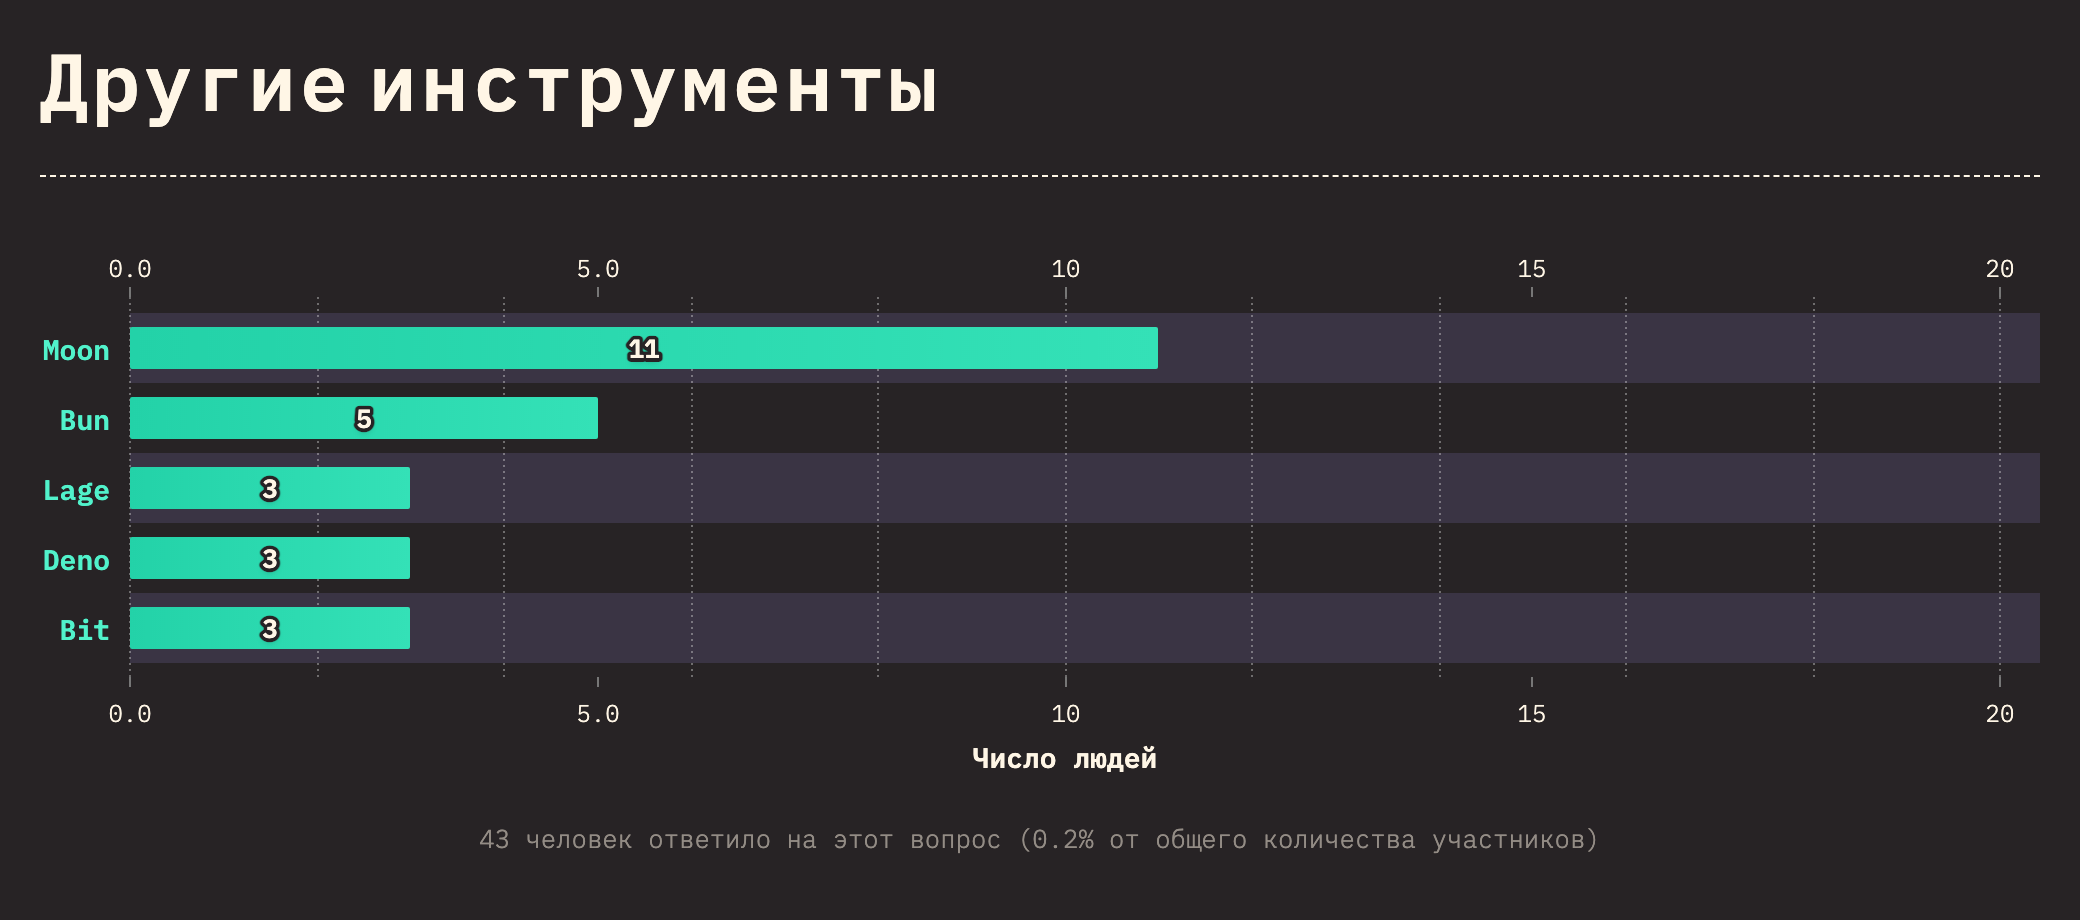 Другие инструменты
0.0 5.0 10 15 20
Moon 11
Bun 5
Lage 3
Deno 3
Bit 3
0.0 5.0 10 15 20
Число людей
43 человек ответило на этот вопрос (0.2% от общего количества участников)